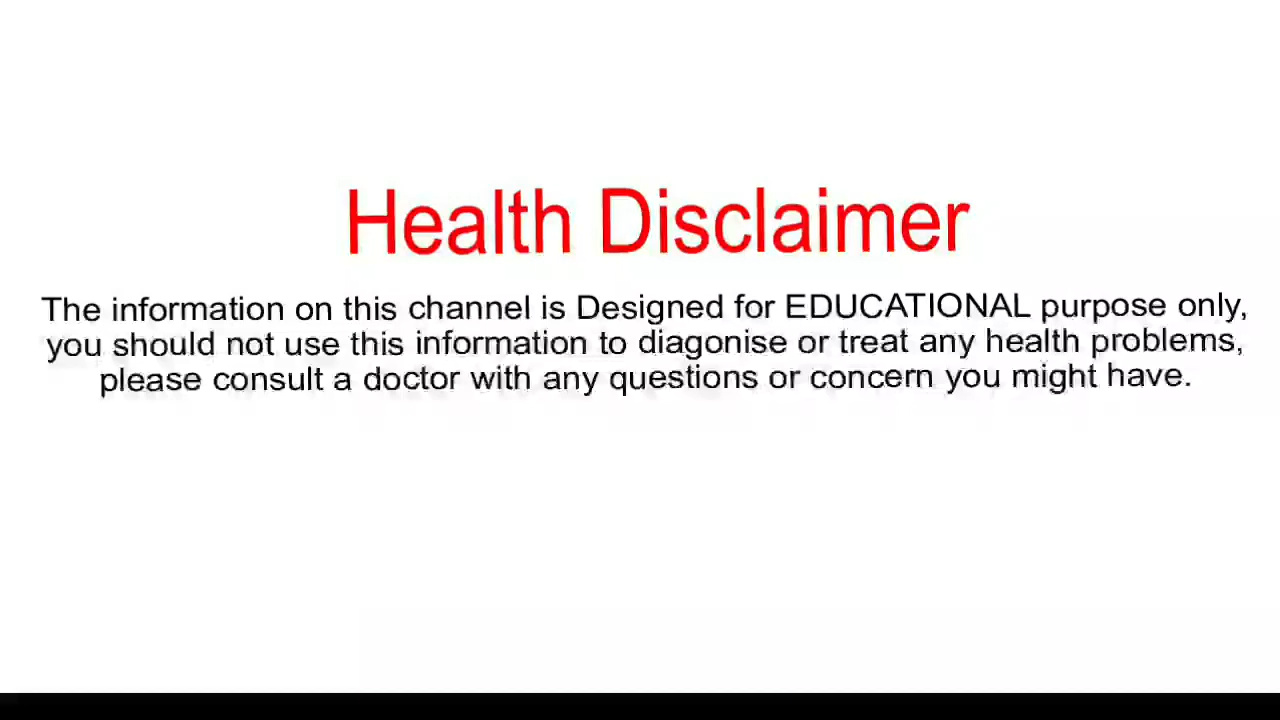 Health Disclaimer
The information on this channel is Designed for EDUCATIONAL purpose only,
you should not use this information to diagonise or treat any health problems,
please consult a doctor with any questions or concern you might have.